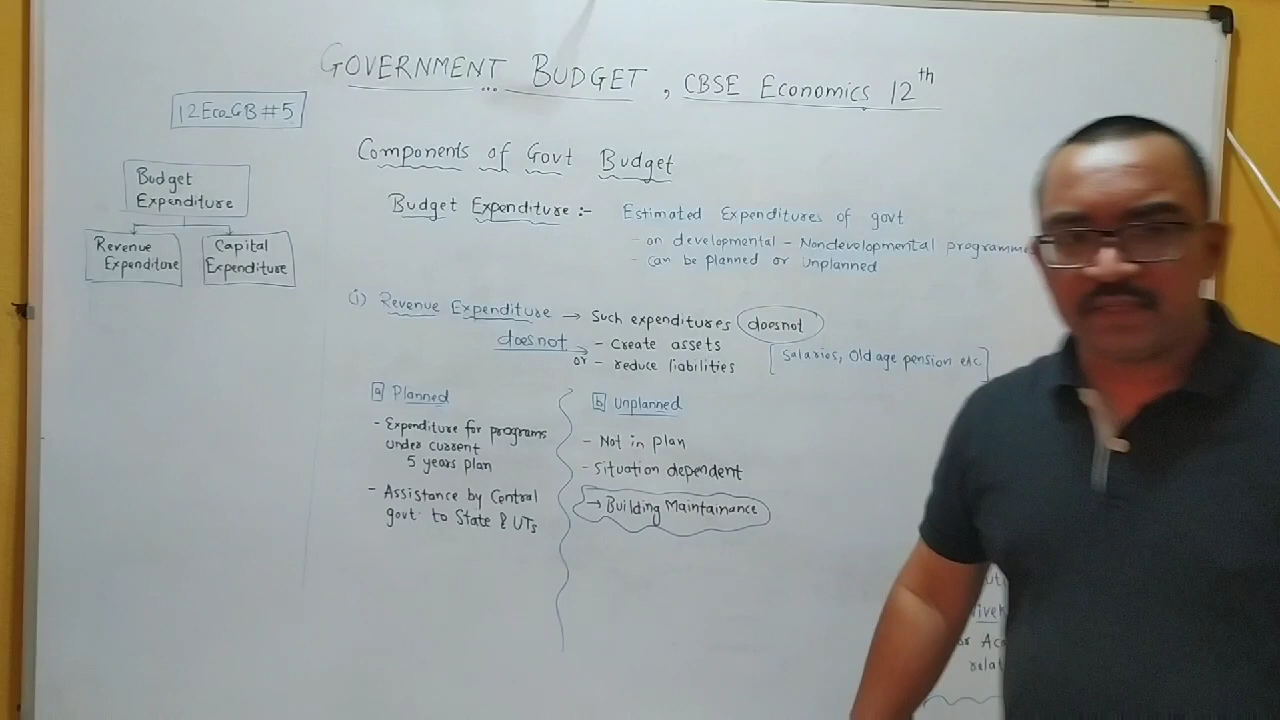 GOVERNMENT BUDGET, CBSE Economics 12th
12Eco_GB#5
Components of Govt Budget
Budget
Expenditure
Revenue
Expenditure
Capital
Expenditure
Budget Expenditure :- Estimated Expenditures of govt
- on developmental - Nondevelopmental programmes
- can be planned or unplanned
(i) Revenue Expenditure → Such expenditures doesnot
doesnot → - Create assets
or - reduce liabilities
[Salaries, Old age pension etc]
a Planned
- Expenditure for programs
under current
5 years plan
- Assistance by Central
govt. to State & UTs
b Unplanned
- Not in plan
- Situation dependent
→ Building Maintainance
relat